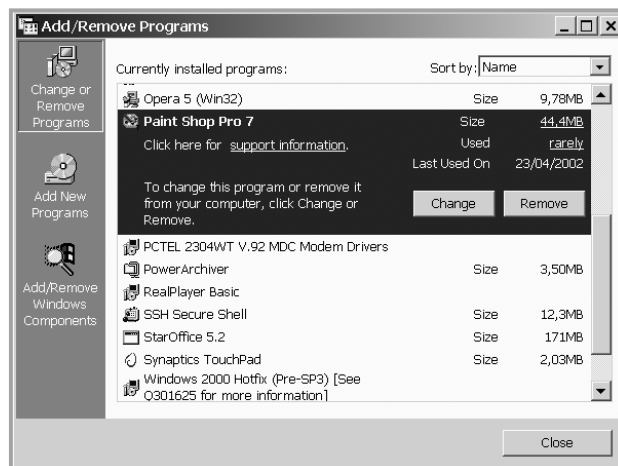 Add/Remove Programs
Change or
Remove
Programs
Add New
Programs
Add/Remove
Windows
Components
Currently installed programs:
Sort by: Name
Opera 5 (Win32) Size 9,78MB
Paint Shop Pro 7 Size 44,4MB
Click here for support information. Used rarely
Last Used On 23/04/2002
To change this program or remove it
from your computer, click Change or
Remove.
Change Remove
PCTEL 2304WT V.92 MDC Modem Drivers
PowerArchiver Size 3,50MB
RealPlayer Basic
SSH Secure Shell Size 12,3MB
StarOffice 5.2 Size 171MB
Synaptics TouchPad Size 2,03MB
Windows 2000 Hotfix (Pre-SP3) [See
Q301625 for more information]
Close